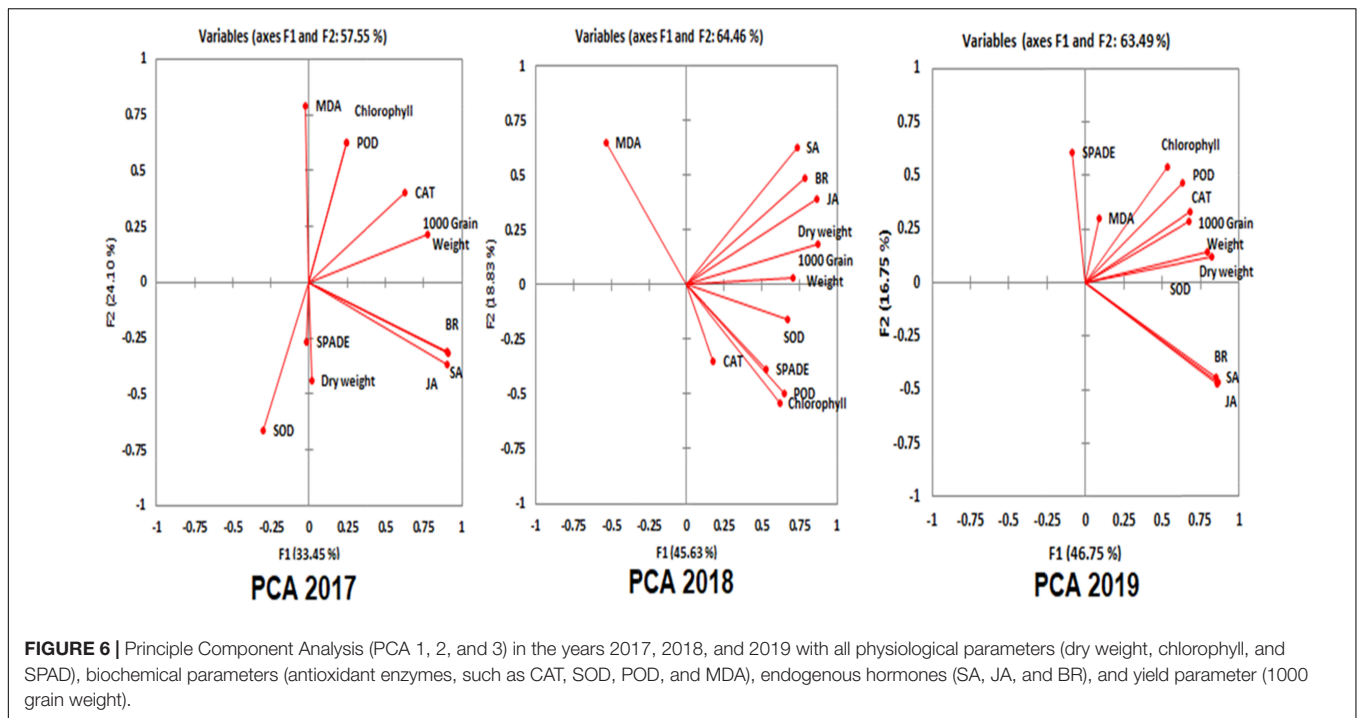 Variables (axes F1 and F2: 57.55 %)
1
0.75
0.5
0.25
0
-0.25
-0.5
-0.75
-1
F2 (24.10 %)
MDA
Chlorophyll
POD
CAT
1000 Grain
Weight
BR
SA
JA
SPADE
Dry weight
SOD
-1 -0.75 -0.5 -0.25 0 0.25 0.5 0.75 1
F1 (33.45 %)
PCA 2017
Variables (axes F1 and F2: 64.46 %)
1
0.75
0.5
0.25
0
-0.25
-0.5
-0.75
-1
F2 (18.83 %)
MDA
SA
BR
JA
Dry weight
1000 Grain
Weight
SOD
CAT
SPADE
POD
Chlorophyll
-1 -0.75 -0.5 -0.25 0 0.25 0.5 0.75 1
F1 (45.63 %)
PCA 2018
Variables (axes F1 and F2: 63.49 %)
1
0.75
0.5
0.25
0
-0.25
-0.5
-0.75
-1
F2 (16.75 %)
SPADE
Chlorophyll
POD
CAT
MDA
1000 Grain
Weight
Dry weight
SOD
BR
SA
JA
-1 -0.75 -0.5 -0.25 0 0.25 0.5 0.75 1
F1 (46.75 %)
PCA 2019
FIGURE 6 | Principle Component Analysis (PCA 1, 2, and 3) in the years 2017, 2018, and 2019 with all physiological parameters (dry weight, chlorophyll, and
SPAD), biochemical parameters (antioxidant enzymes, such as CAT, SOD, POD, and MDA), endogenous hormones (SA, JA, and BR), and yield parameter (1000
grain weight).